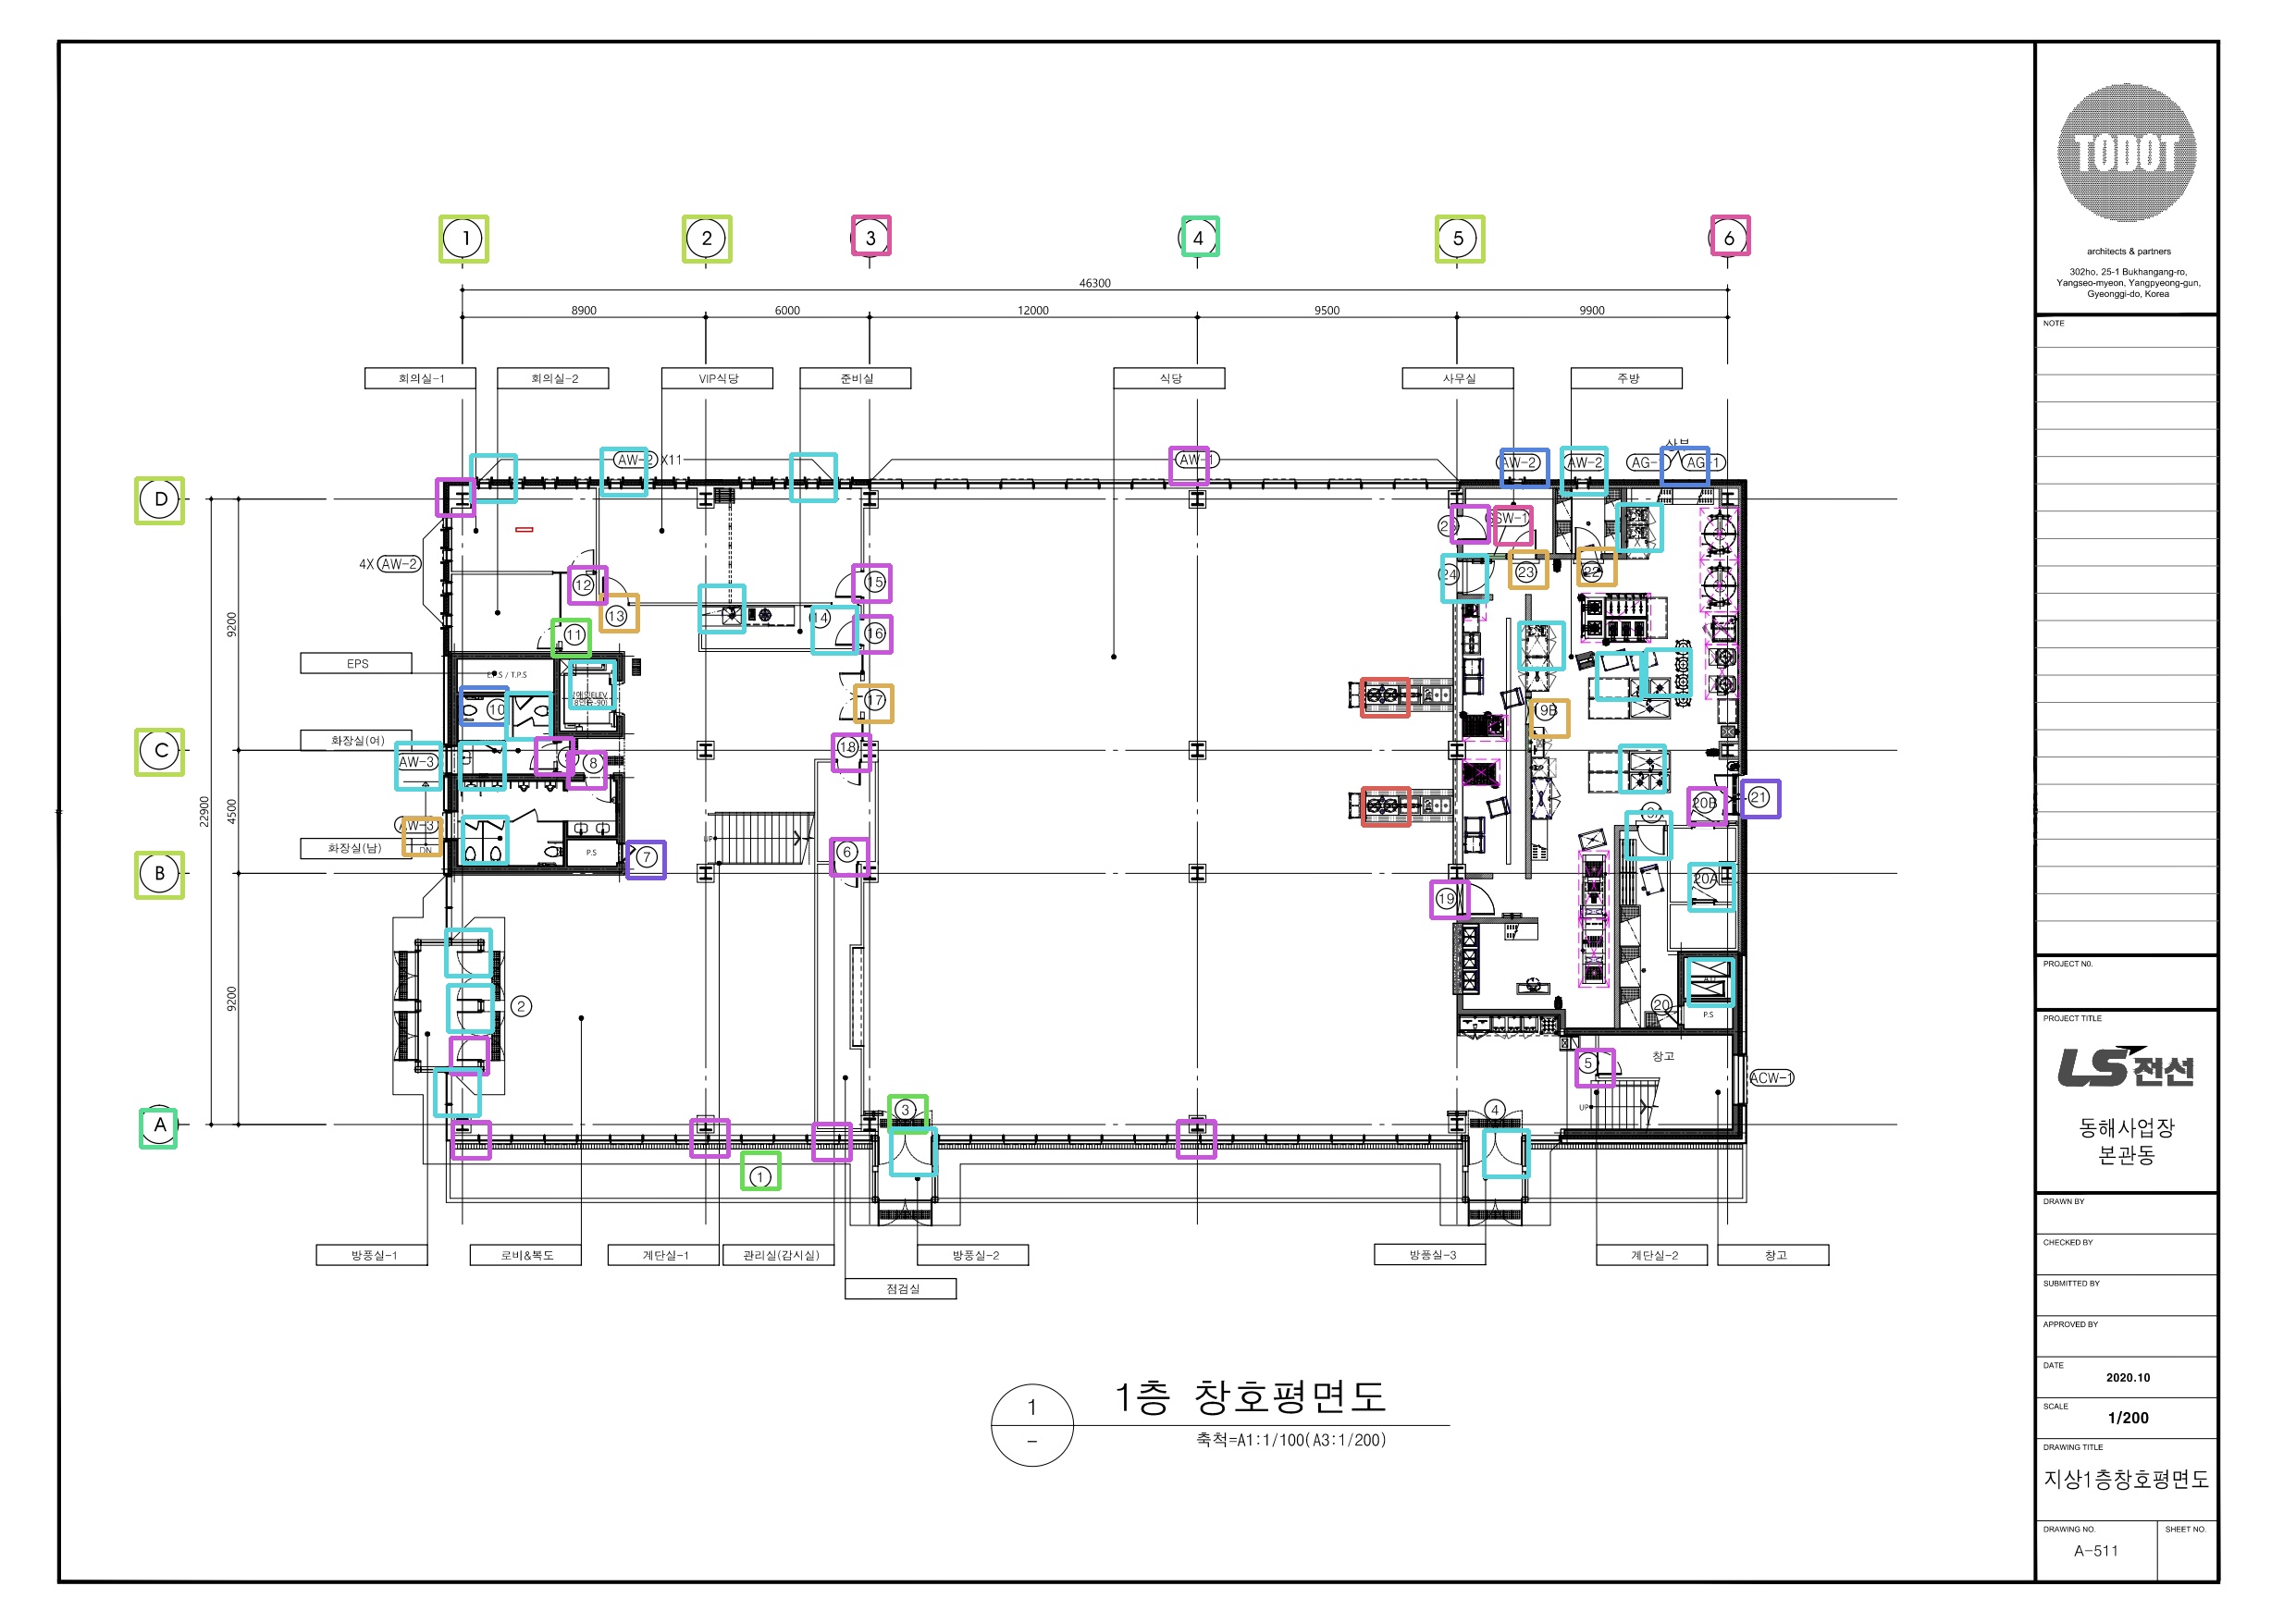 1
2
3
4
5
6
46300
8900
6000
12000
9500
9900
회의실-1
회의실-2
VIP식당
준비실
식당
사무실
주방
AW-2 X11
AW-1
AW-2
AW-2
AG-1
D
4X AW-2
SSW-1
24
23
22
12
13
11
14
15
16
17
18
9200
EPS
E.P.S / T.P.S
10
19B
화장실(여)
C
AW-3
8
22900
4500
20B
21
AW-3
DN
UP
화장실(남)
P.S
7
6
B
20A
19
9200
2
20
P.S
5
창고
ACW-1
UP
A
3
4
1
방풍실-1
로비&복도
계단실-1
관리실(감시실)
방풍실-2
방풍실-3
계단실-2
창고
점검실
1
-
1층 창호평면도
축척=A1:1/100(A3:1/200)
TODOT
architects & partners
302ho, 25-1 Bukhangang-ro,
Yangseo-myeon, Yangpyeong-gun,
Gyeonggi-do, Korea
NOTE
PROJECT N0.
PROJECT TITLE
LS전선
동해사업장
본관동
DRAWN BY
CHECKED BY
SUBMITTED BY
APPROVED BY
DATE
2020.10
SCALE
1/200
DRAWING TITLE
지상1층창호평면도
DRAWING NO.
SHEET NO.
A-511